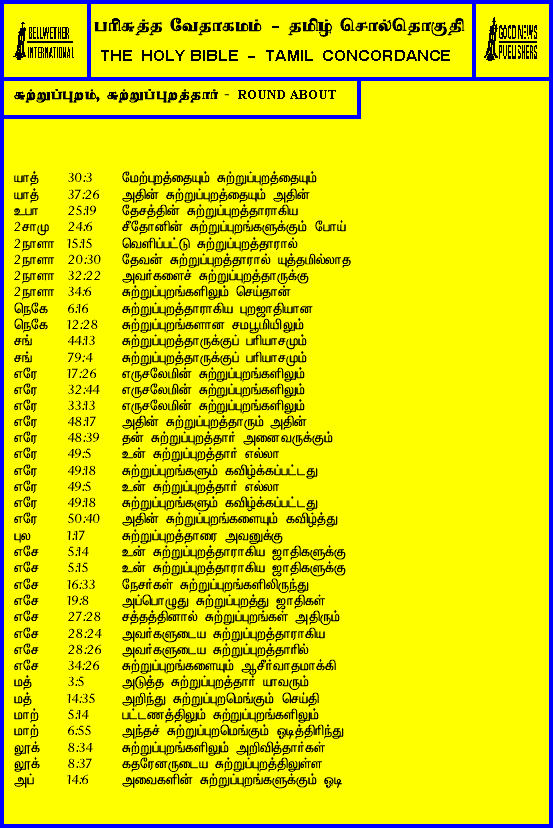 BELLWETHER
INTERNATIONAL
பரிசுத்த வேதாகமம் - தமிழ் சொல்தொகுதி
THE HOLY BIBLE - TAMIL CONCORDANCE
GOOD NEWS
PUBLISHERS
சுற்றுப்புறம், சுற்றுப்புறத்தார் - ROUND ABOUT
யாத் 30:3 மேற்புறத்தையும் சுற்றுப்புறத்தையும்
யாத் 37:26 அதின் சுற்றுப்புறத்தையும் அதின்
உபா 25:19 தேசத்தின் சுற்றுப்புறத்தாராகிய
2சாமு 24:6 சீதோனின் சுற்றுப்புறங்களுக்கும் போய்
2நாளா 15:15 வெளிப்பட்டு சுற்றுப்புறத்தாரால்
2நாளா 20:30 தேவன் சுற்றுப்புறத்தாரால் யுத்தமில்லாத
2நாளா 32:22 அவர்களைச் சுற்றுப்புறத்தாருக்கு
2நாளா 34:6 சுற்றுப்புறங்களிலும் செய்தான்
நெகே 6:16 சுற்றுப்புறத்தாராகிய புறஜாதியான
நெகே 12:28 சுற்றுப்புறங்களான சமபூமியிலும்
சங் 44:13 சுற்றுப்புறத்தாருக்குப் பரியாசமும்
சங் 79:4 சுற்றுப்புறத்தாருக்குப் பரியாசமும்
எரே 17:26 எருசலேமின் சுற்றுப்புறங்களிலும்
எரே 32:44 எருசலேமின் சுற்றுப்புறங்களிலும்
எரே 33:13 எருசலேமின் சுற்றுப்புறங்களிலும்
எரே 48:17 அதின் சுற்றுப்புறத்தாரும் அதின்
எரே 48:39 தன் சுற்றுப்புறத்தார் அனைவருக்கும்
எரே 49:5 உன் சுற்றுப்புறத்தார் எல்லா
எரே 49:18 சுற்றுப்புறங்களும் கவிழ்க்கப்பட்டது
எரே 49:5 உன் சுற்றுப்புறத்தார் எல்லா
எரே 49:18 சுற்றுப்புறங்களும் கவிழ்க்கப்பட்டது
எரே 50:40 அதின் சுற்றுப்புறங்களையும் கவிழ்த்து
புல 1:17 சுற்றுப்புறத்தாரை அவனுக்கு
எசே 5:14 உன் சுற்றுப்புறத்தாராகிய ஜாதிகளுக்கு
எசே 5:15 உன் சுற்றுப்புறத்தாராகிய ஜாதிகளுக்கு
எசே 16:33 நேசர்கள் சுற்றுப்புறங்களிலிருந்து
எசே 19:8 அப்பொழுது சுற்றுப்புறத்து ஜாதிகள்
எசே 27:28 சத்தத்தினால் சுற்றுப்புறங்கள் அதிரும்
எசே 28:24 அவர்களுடைய சுற்றுப்புறத்தாராகிய
எசே 28:26 அவர்களுடைய சுற்றுப்புறத்தாரில்
எசே 34:26 சுற்றுப்புறங்களையும் ஆசீர்வாதமாக்கி
மத் 3:5 அடுத்த சுற்றுப்புறத்தார் யாவரும்
மத் 14:35 அறிந்து சுற்றுப்புறமெங்கும் செய்தி
மாற் 5:14 பட்டணத்திலும் சுற்றுப்புறங்களிலும்
மாற் 6:55 அந்தச் சுற்றுப்புறமெங்கும் ஓடித்திரிந்து
லூக் 8:34 சுற்றுப்புறங்களிலும் அறிவித்தார்கள்
லூக் 8:37 கதரேனருடைய சுற்றுப்புறத்திலுள்ள
அப் 14:6 அவைகளின் சுற்றுப்புறங்களுக்கும் ஓடி